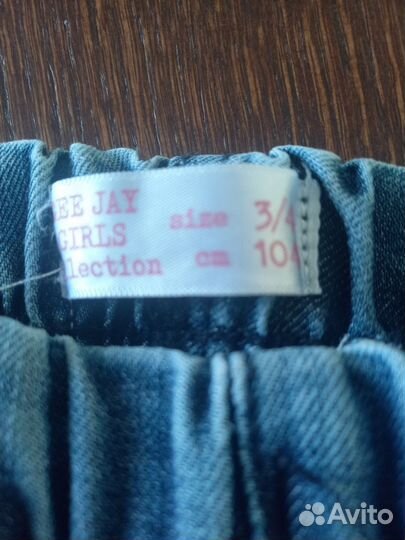 EE JAY size 3/4
GIRLS cm 104
llection
Avito